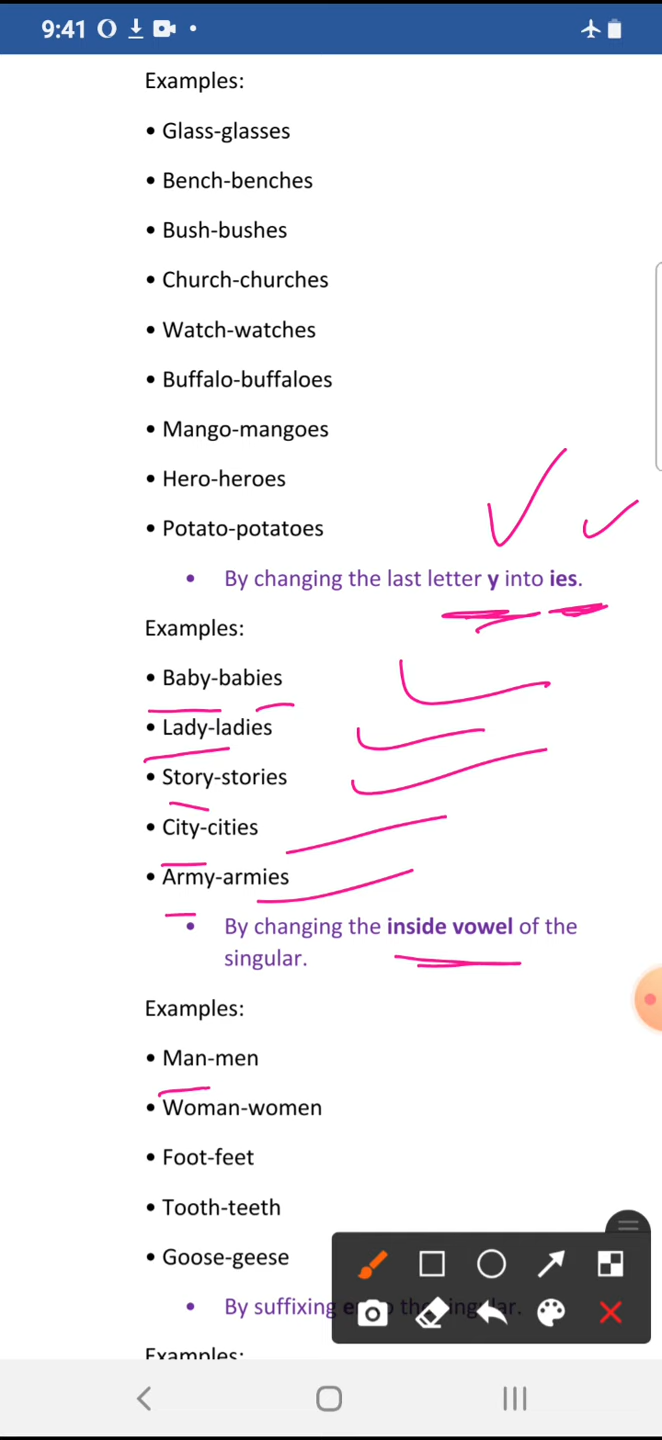 9:41
Examples:
• Glass-glasses
• Bench-benches
• Bush-bushes
• Church-churches
• Watch-watches
• Buffalo-buffaloes
• Mango-mangoes
• Hero-heroes
• Potato-potatoes
• By changing the last letter y into ies.
Examples:
• Baby-babies
• Lady-ladies
• Story-stories
• City-cities
• Army-armies
• By changing the inside vowel of the
singular.
Examples:
• Man-men
• Woman-women
• Foot-feet
• Tooth-teeth
• Goose-geese
• By suffixing
Examples: